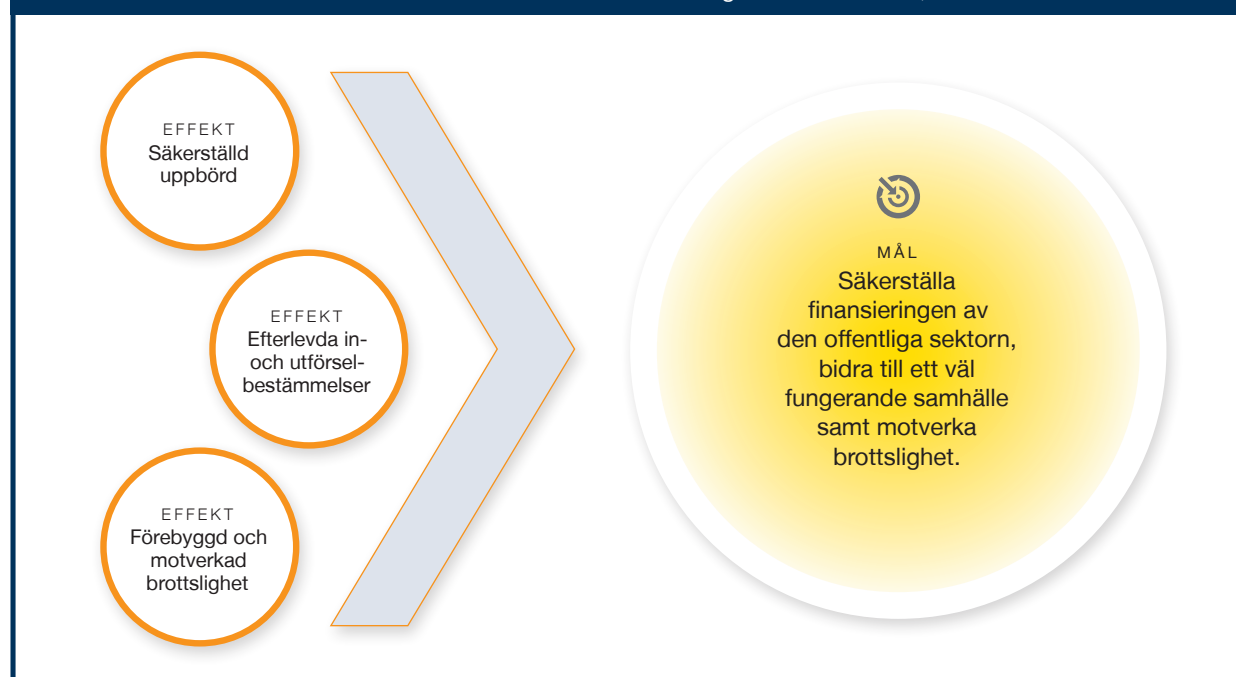 EFFEKT
Säkerställd
uppbörd
EFFEKT
Efterlevda in-
och utförsel-
bestämmelser
EFFEKT
Förebyggd och
motverkad
brottslighet
MÅL
Säkerställa
finansieringen av
den offentliga sektorn,
bidra till ett väl
fungerande samhälle
samt motverka
brottslighet.